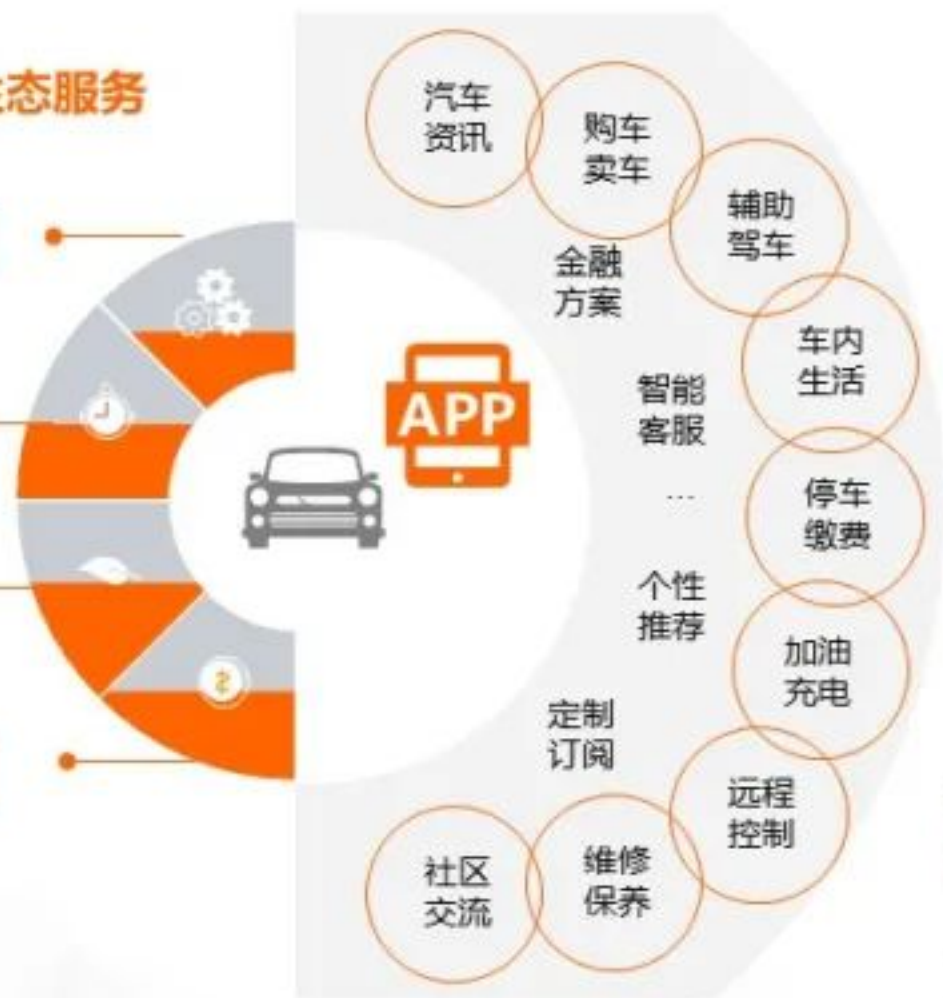 态服务
汽车
资讯
购车
卖车
辅助
驾车
金融
方案
车内
生活
APP
智能
客服
停车
缴费
...
个性
推荐
加油
充电
定制
订阅
远程
控制
维修
保养
社区
交流